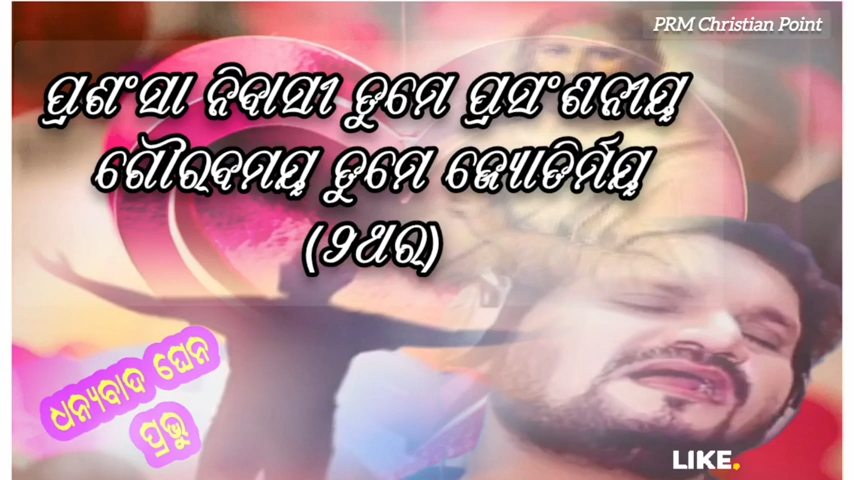 PRM Christian Point
ପ୍ରଶଂସା ନିବାସୀ ତୁମେ ପ୍ରସଂଶନୀୟ
ଗୌରବମୟ ତୁମେ ଜ୍ୟୋତିର୍ମୟ
(୨ଥର)
ଧନ୍ୟବାଦ ଘେନ
ପ୍ରଭୁ
LIKE.